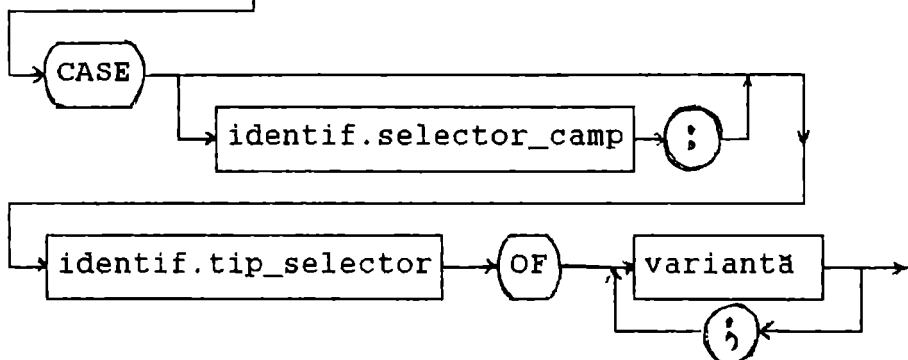 CASE
identif.selector_camp ;
identif.tip_selector OF variantă
;